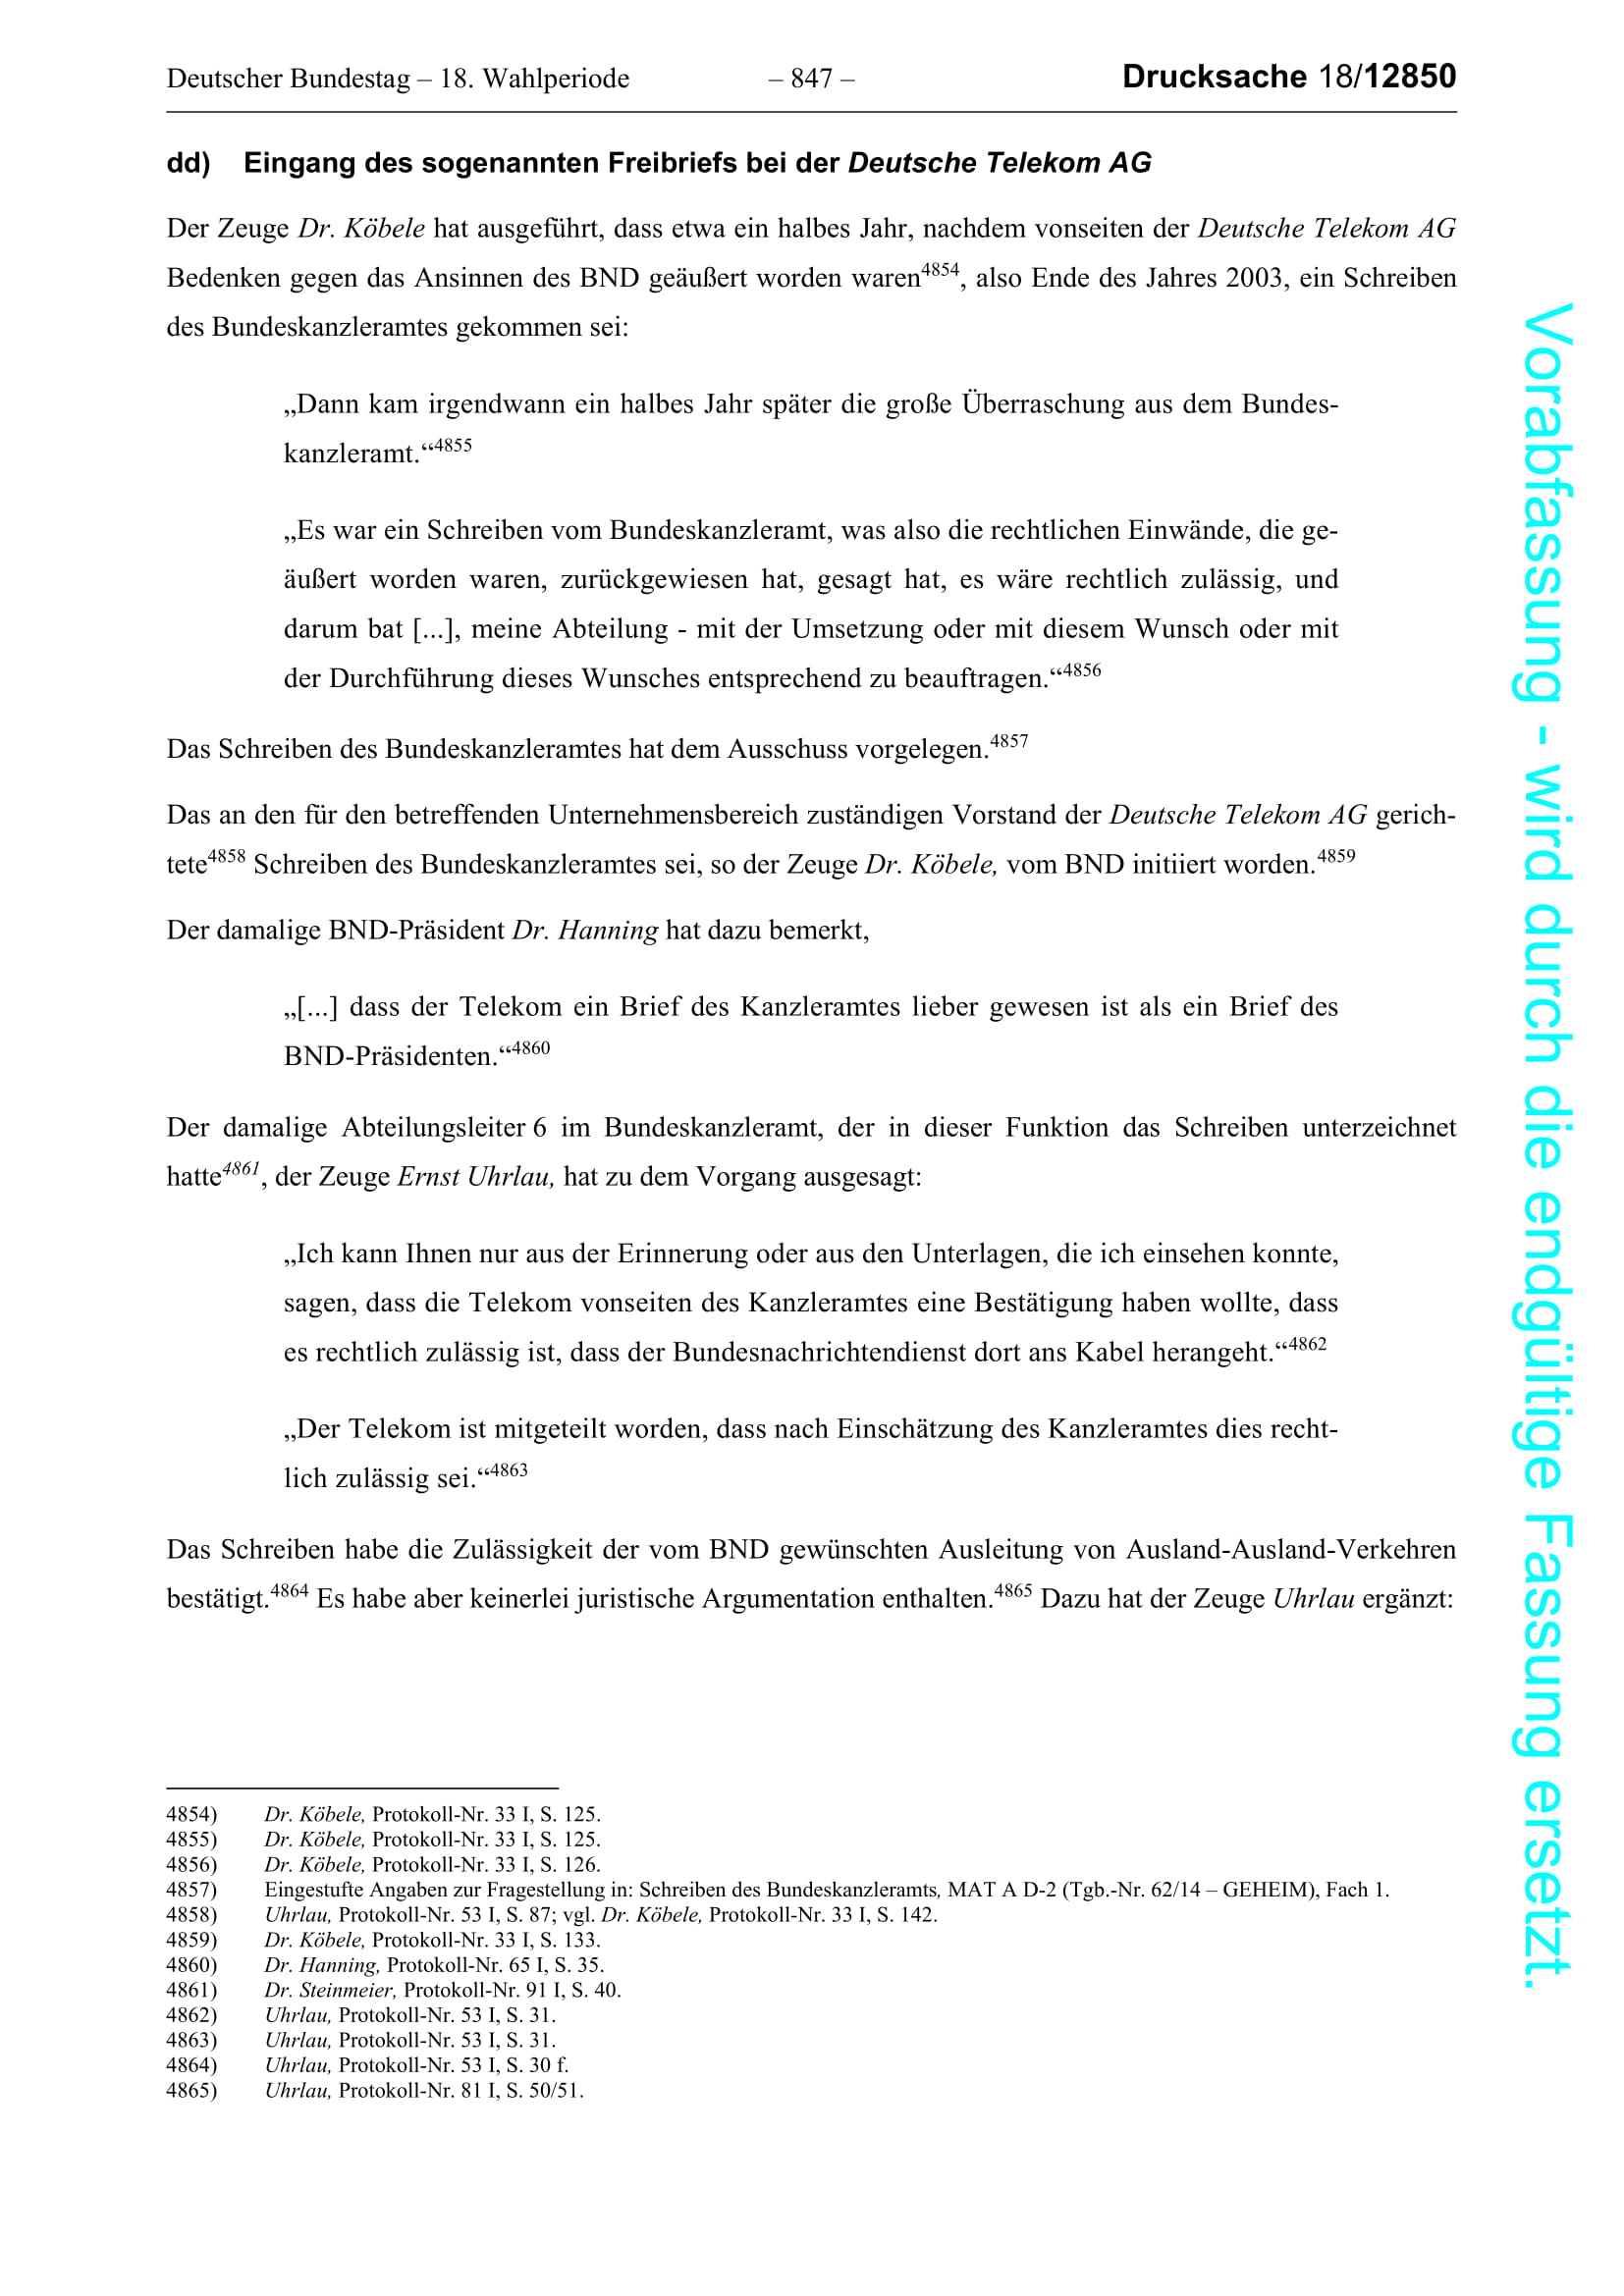 Deutscher Bundestag – 18. Wahlperiode – 847 – Drucksache 18/12850
dd) Eingang des sogenannten Freibriefs bei der Deutsche Telekom AG
Der Zeuge Dr. Köbele hat ausgeführt, dass etwa ein halbes Jahr, nachdem vonseiten der Deutsche Telekom AG
Bedenken gegen das Ansinnen des BND geäußert worden waren4854, also Ende des Jahres 2003, ein Schreiben
des Bundeskanzleramtes gekommen sei:
„Dann kam irgendwann ein halbes Jahr später die große Überraschung aus dem Bundes-
kanzleramt.“4855
„Es war ein Schreiben vom Bundeskanzleramt, was also die rechtlichen Einwände, die ge-
äußert worden waren, zurückgewiesen hat, gesagt hat, es wäre rechtlich zulässig, und
darum bat [...], meine Abteilung - mit der Umsetzung oder mit diesem Wunsch oder mit
der Durchführung dieses Wunsches entsprechend zu beauftragen.“4856
Das Schreiben des Bundeskanzleramtes hat dem Ausschuss vorgelegen.4857
Das an den für den betreffenden Unternehmensbereich zuständigen Vorstand der Deutsche Telekom AG gerich-
tete4858 Schreiben des Bundeskanzleramtes sei, so der Zeuge Dr. Köbele, vom BND initiiert worden.4859
Der damalige BND-Präsident Dr. Hanning hat dazu bemerkt,
„[...] dass der Telekom ein Brief des Kanzleramtes lieber gewesen ist als ein Brief des
BND-Präsidenten.“4860
Der damalige Abteilungsleiter 6 im Bundeskanzleramt, der in dieser Funktion das Schreiben unterzeichnet
hatte4861, der Zeuge Ernst Uhrlau, hat zu dem Vorgang ausgesagt:
„Ich kann Ihnen nur aus der Erinnerung oder aus den Unterlagen, die ich einsehen konnte,
sagen, dass die Telekom vonseiten des Kanzleramtes eine Bestätigung haben wollte, dass
es rechtlich zulässig ist, dass der Bundesnachrichtendienst dort ans Kabel herangeht.“4862
„Der Telekom ist mitgeteilt worden, dass nach Einschätzung des Kanzleramtes dies recht-
lich zulässig sei.“4863
Das Schreiben habe die Zulässigkeit der vom BND gewünschten Ausleitung von Ausland-Ausland-Verkehren
bestätigt.4864 Es habe aber keinerlei juristische Argumentation enthalten.4865 Dazu hat der Zeuge Uhrlau ergänzt:
4854) Dr. Köbele, Protokoll-Nr. 33 I, S. 125.
4855) Dr. Köbele, Protokoll-Nr. 33 I, S. 125.
4856) Dr. Köbele, Protokoll-Nr. 33 I, S. 126.
4857) Eingestufte Angaben zur Fragestellung in: Schreiben des Bundeskanzleramts, MAT A D-2 (Tgb.-Nr. 62/14 – GEHEIM), Fach 1.
4858) Uhrlau, Protokoll-Nr. 53 I, S. 87; vgl. Dr. Köbele, Protokoll-Nr. 33 I, S. 142.
4859) Dr. Köbele, Protokoll-Nr. 33 I, S. 133.
4860) Dr. Hanning, Protokoll-Nr. 65 I, S. 35.
4861) Dr. Steinmeier, Protokoll-Nr. 91 I, S. 40.
4862) Uhrlau, Protokoll-Nr. 53 I, S. 31.
4863) Uhrlau, Protokoll-Nr. 53 I, S. 31.
4864) Uhrlau, Protokoll-Nr. 53 I, S. 30 f.
4865) Uhrlau, Protokoll-Nr. 81 I, S. 50/51.
Vorabfassung - wird durch die endgültige Fassung ersetzt.